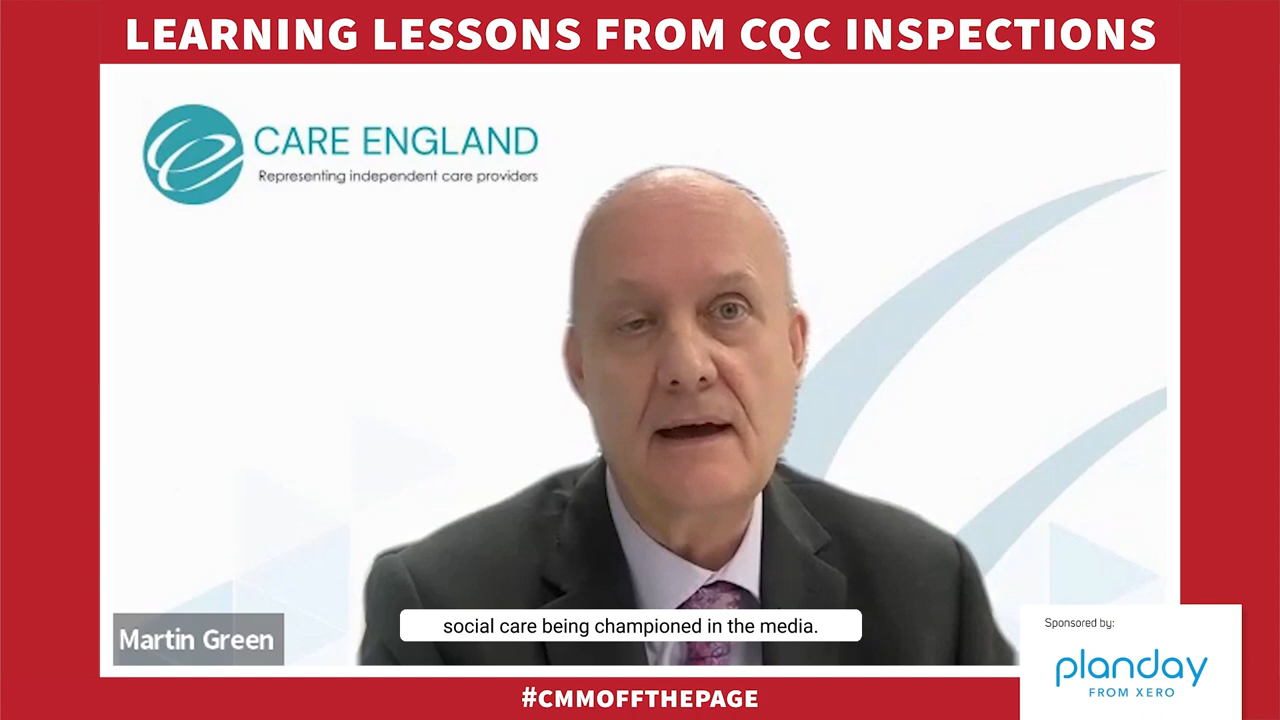 LEARNING LESSONS FROM CQC INSPECTIONS
CARE ENGLAND
Representing independent care providers
social care being championed in the media.
Martin Green
Sponsored by:
planday
FROM XERO
#CMMOFFTHEPAGE